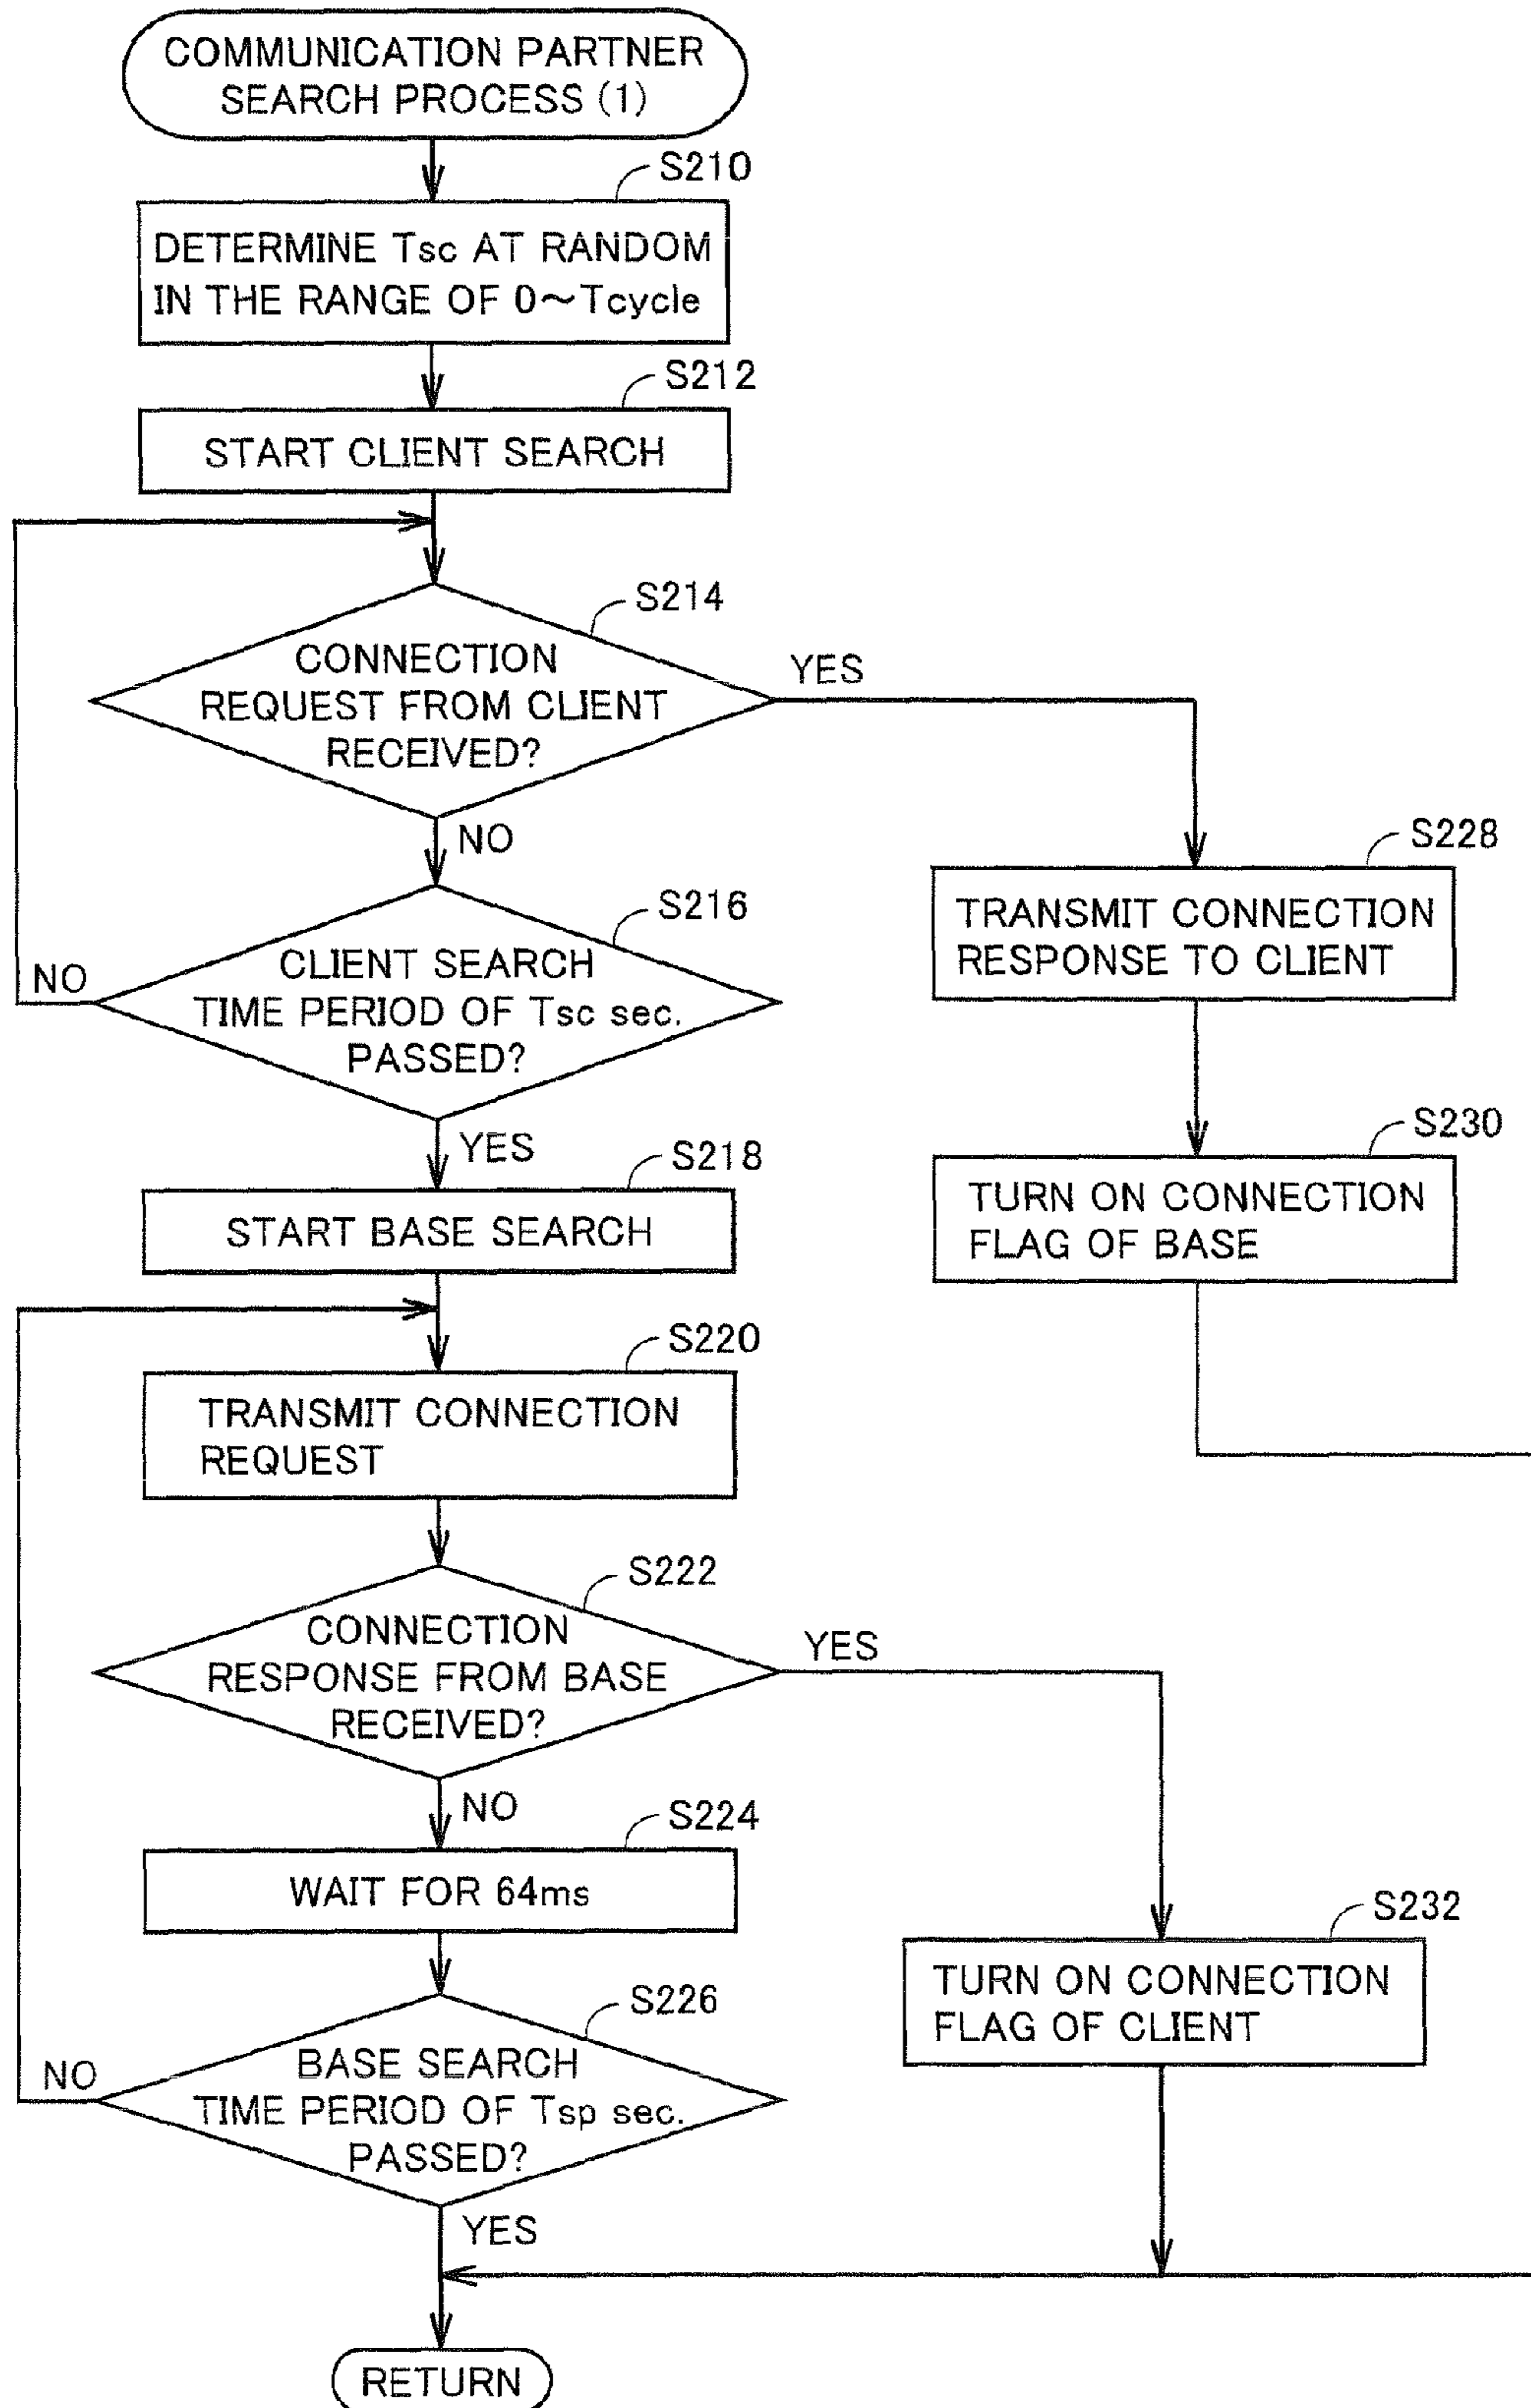 COMMUNICATION PARTNER
SEARCH PROCESS (1)
S210
DETERMINE Tsc AT RANDOM
IN THE RANGE OF 0~Tcycle
S212
START CLIENT SEARCH
S214
CONNECTION
REQUEST FROM CLIENT
RECEIVED?
YES
NO
S216
CLIENT SEARCH
TIME PERIOD OF Tsc sec.
PASSED?
NO
YES
S228
TRANSMIT CONNECTION
RESPONSE TO CLIENT
S230
TURN ON CONNECTION
FLAG OF BASE
S218
START BASE SEARCH
S220
TRANSMIT CONNECTION
REQUEST
S222
CONNECTION
RESPONSE FROM BASE
RECEIVED?
YES
NO
S224
WAIT FOR 64ms
S232
TURN ON CONNECTION
FLAG OF CLIENT
S226
BASE SEARCH
TIME PERIOD OF Tsp sec.
PASSED?
NO
YES
RETURN